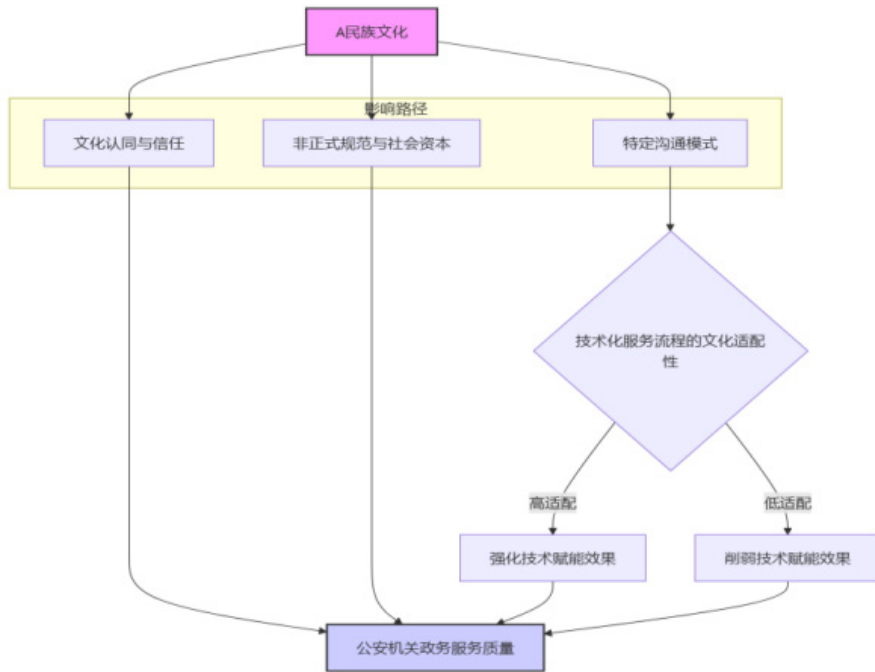 A民族文化
影响路径
文化认同与信任
非正式规范与社会资本
特定沟通模式
技术化服务流程的文化适配
性
高适配
低适配
强化技术赋能效果
削弱技术赋能效果
公安机关政务服务质量